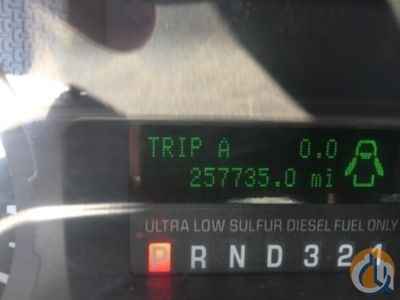 TRIP A 0.0
257735.0 mi
ULTRA LOW SULFUR DIESEL FUEL ONLY
P R N D 3 2 1